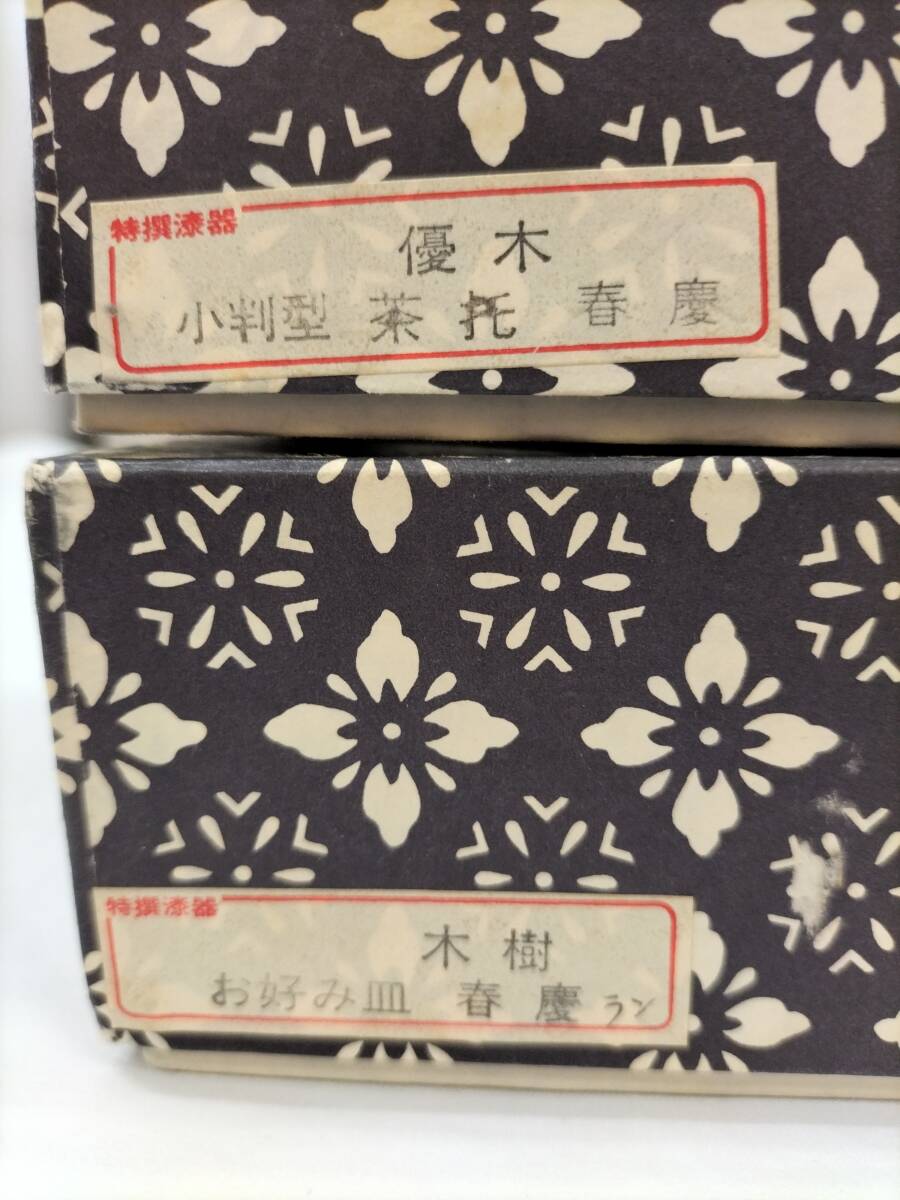 特撰漆器
優木
小判型 茶托 春慶
特撰漆器
木樹
お好み皿 春慶 ラン